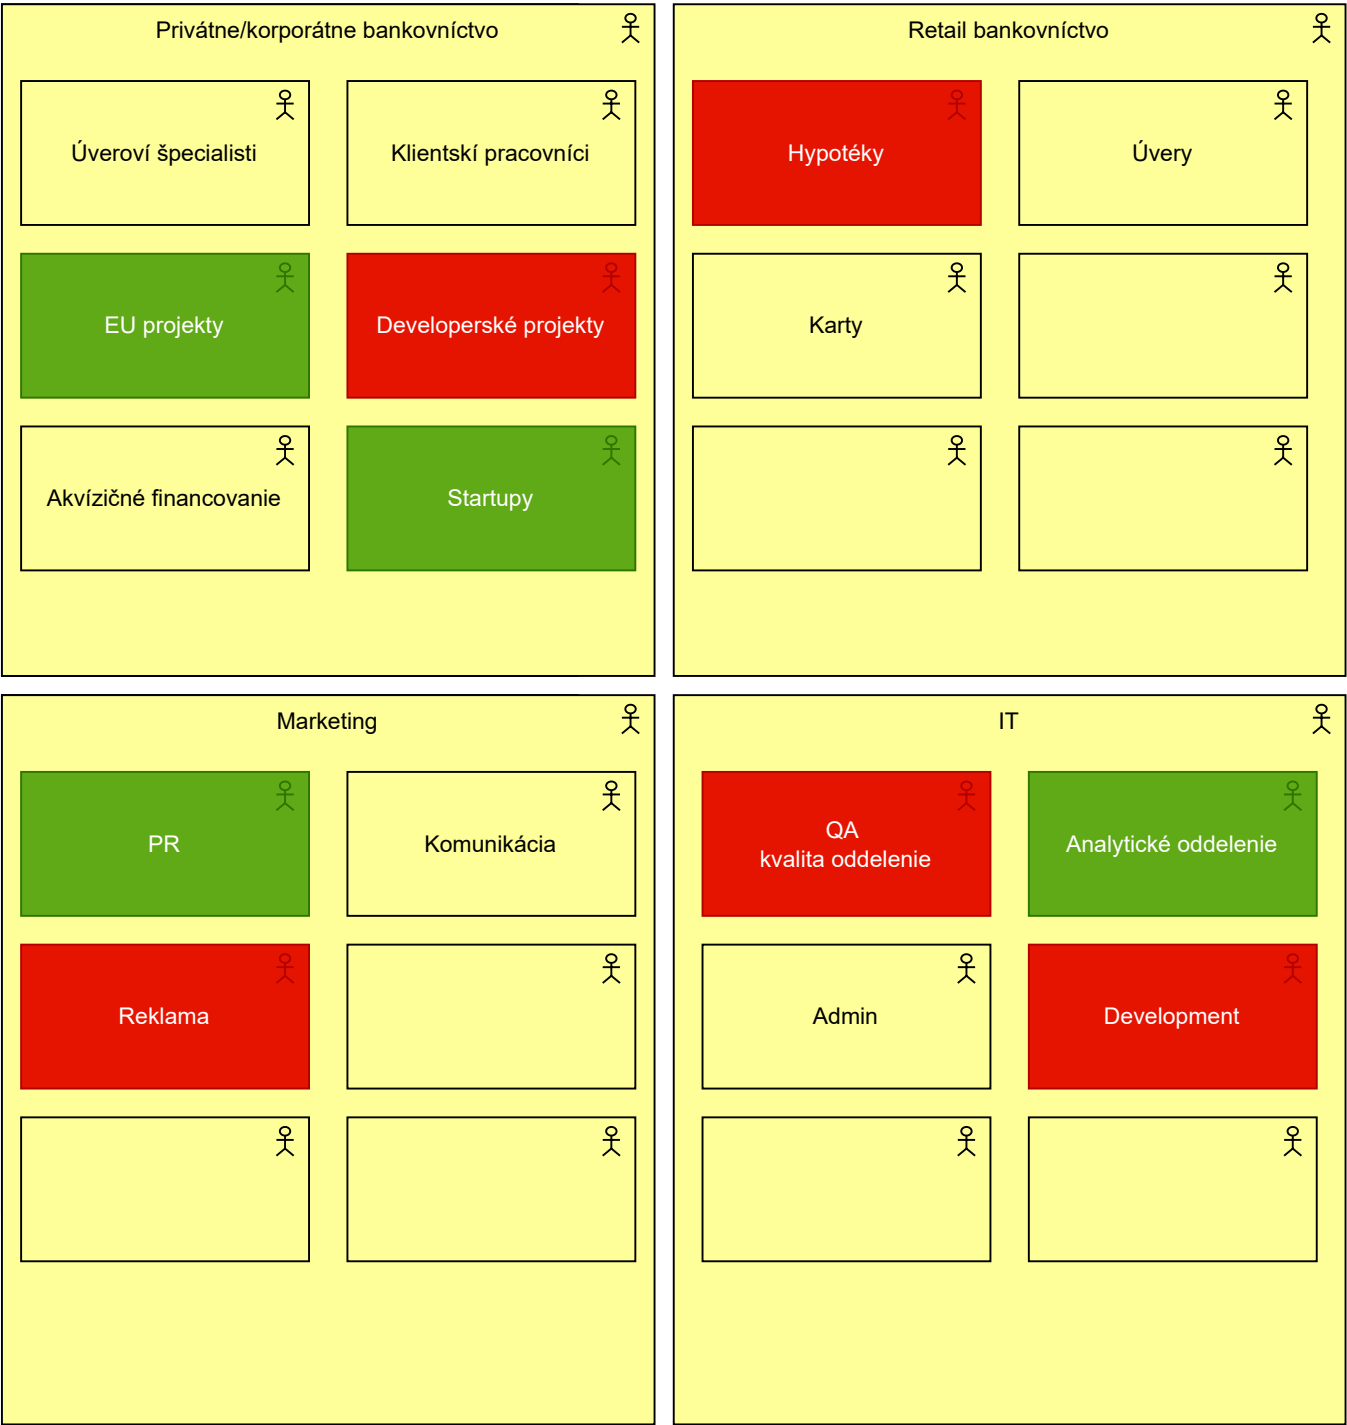 Privátne/korporátne bankovníctvo
Úveroví špecialisti
Klientskí pracovníci
EU projekty
Developerské projekty
Akvízičné financovanie
Startupy
Retail bankovníctvo
Hypotéky
Úvery
Karty
Marketing
PR
Komunikácia
Reklama
IT
QA
kvalita oddelenie
Analytické oddelenie
Admin
Development